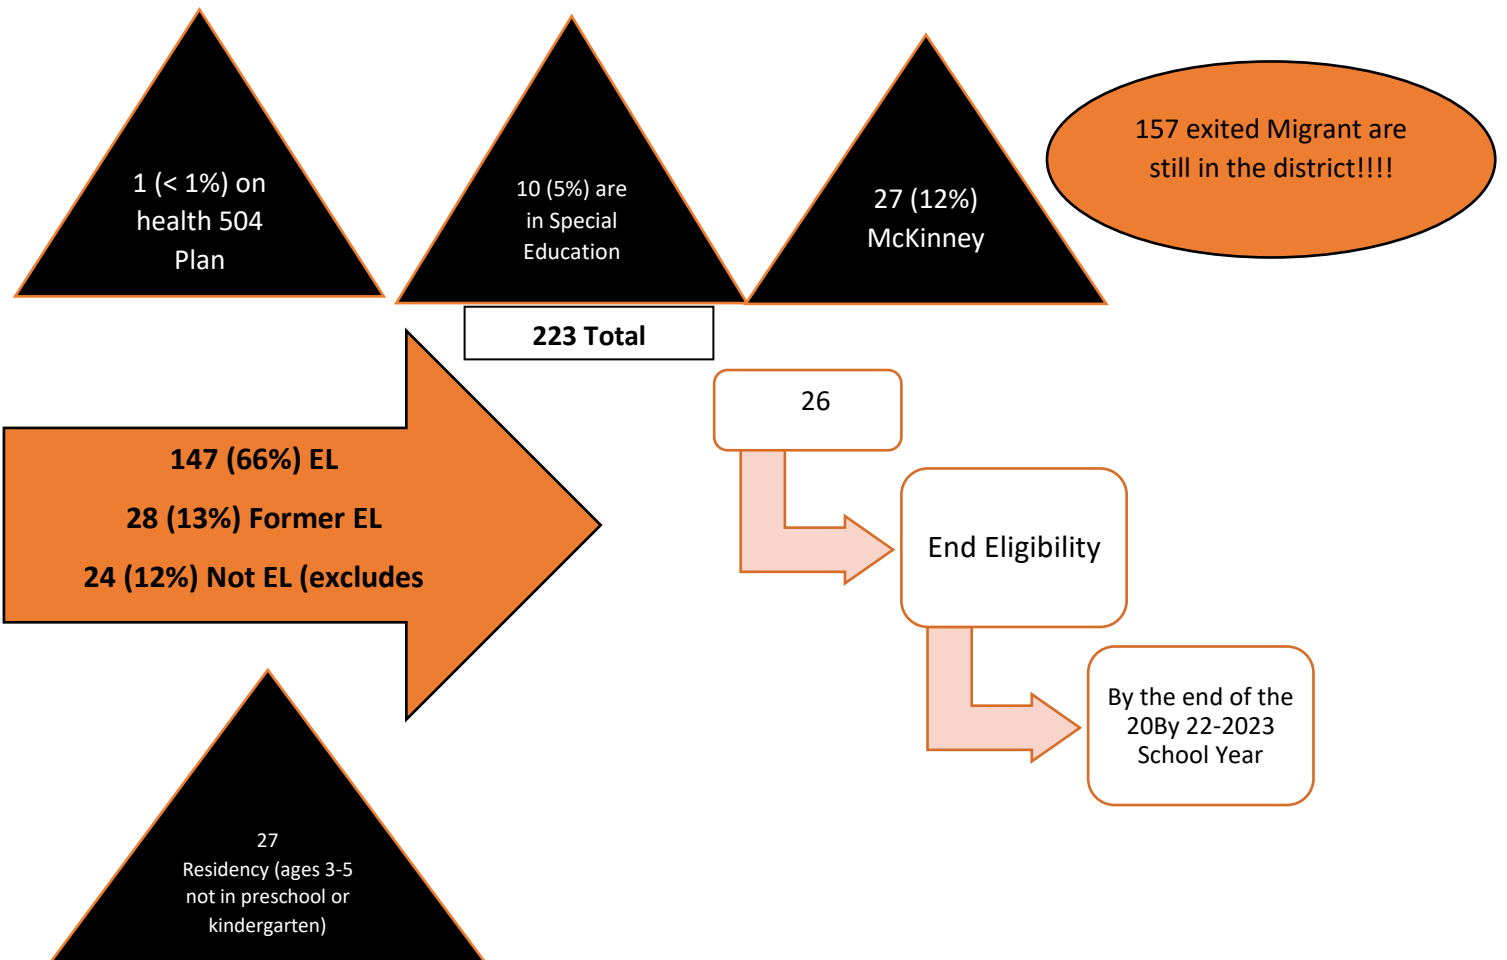 1 (< 1%) on
health 504
Plan
10 (5%) are
in Special
Education
27 (12%)
McKinney
157 exited Migrant are
still in the district!!!!
223 Total
147 (66%) EL
28 (13%) Former EL
24 (12%) Not EL (excludes
26
End Eligibility
By the end of the
20By 22-2023
School Year
27
Residency (ages 3-5
not in preschool or
kindergarten)